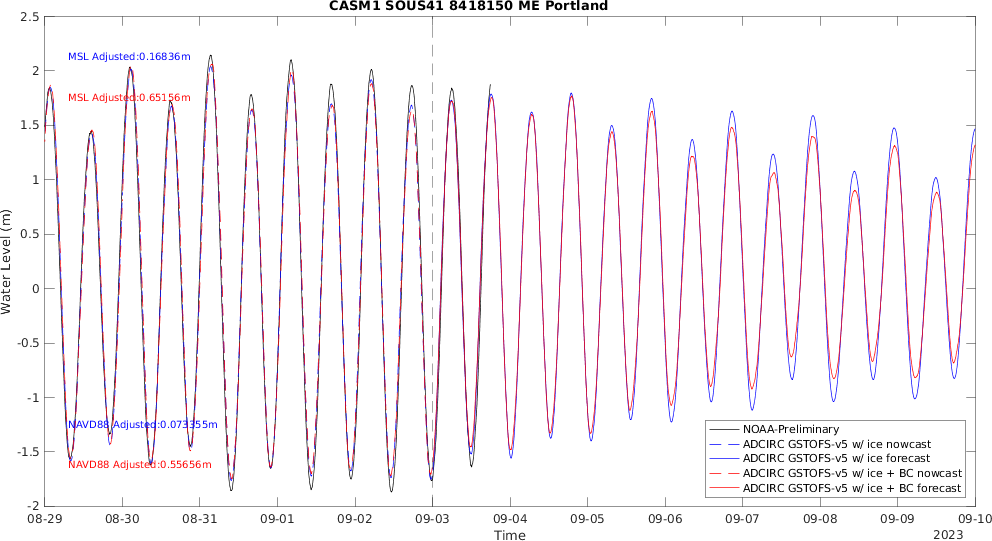 CASM1 SOUS41 8418150 ME Portland
2.5
2
1.5
1
0.5
0
-0.5
-1
-1.5
-2
Water Level (m)
MSL Adjusted:0.16836m
MSL Adjusted:0.65156m
NAVD88 Adjusted:0.073355m
NAVD88 Adjusted:0.55656m
NOAA-Preliminary
ADCIRC GSTOFS-v5 w/ ice nowcast
ADCIRC GSTOFS-v5 w/ ice forecast
ADCIRC GSTOFS-v5 w/ ice + BC nowcast
ADCIRC GSTOFS-v5 w/ ice + BC forecast
08-29 08-30 08-31 09-01 09-02 09-03 09-04 09-05 09-06 09-07 09-08 09-09 09-10
Time
2023